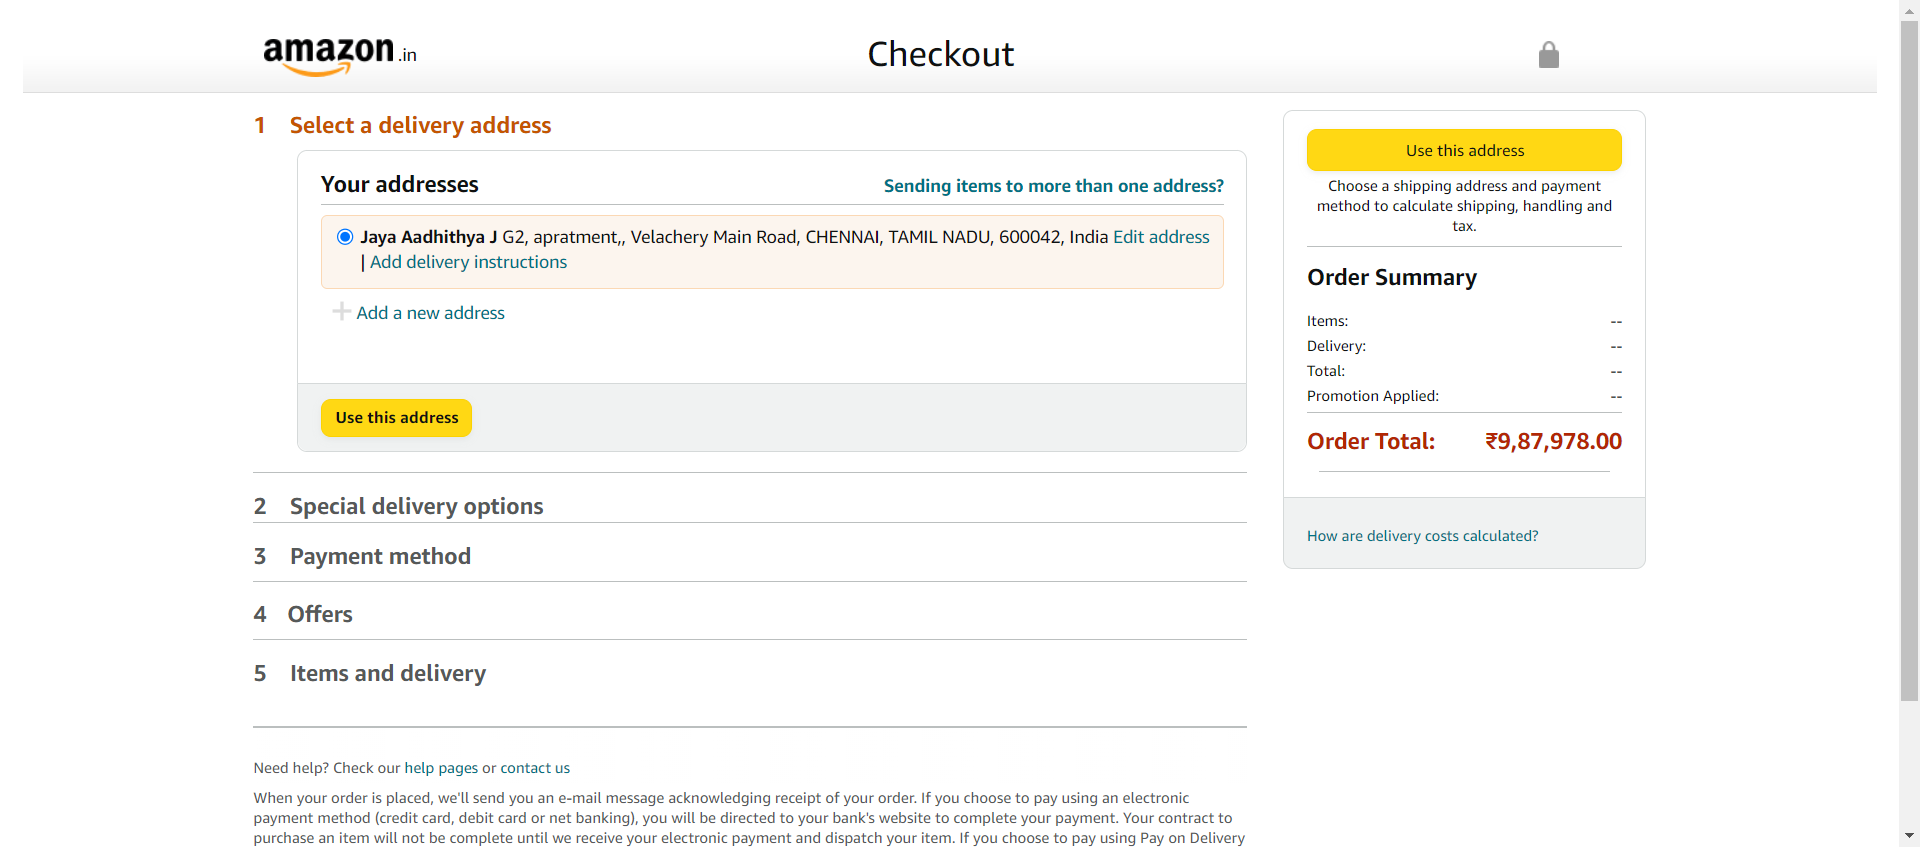 amazon.in
Checkout
1 Select a delivery address
Your addresses
Sending items to more than one address?
Jaya Aadhithya J G2, apratment,, Velachery Main Road, CHENNAI, TAMIL NADU, 600042, India Edit address
| Add delivery instructions
Add a new address
Use this address
2 Special delivery options
3 Payment method
4 Offers
5 Items and delivery
Need help? Check our help pages or contact us
When your order is placed, we'll send you an e-mail message acknowledging receipt of your order. If you choose to pay using an electronic
payment method (credit card, debit card or net banking), you will be directed to your bank's website to complete your payment. Your contract to
purchase an item will not be complete until we receive your electronic payment and dispatch your item. If you choose to pay using Pay on Delivery
Use this address
Choose a shipping address and payment
method to calculate shipping, handling and
tax.
Order Summary
Items: --
Delivery: --
Total: --
Promotion Applied: --
Order Total: ₹9,87,978.00
How are delivery costs calculated?